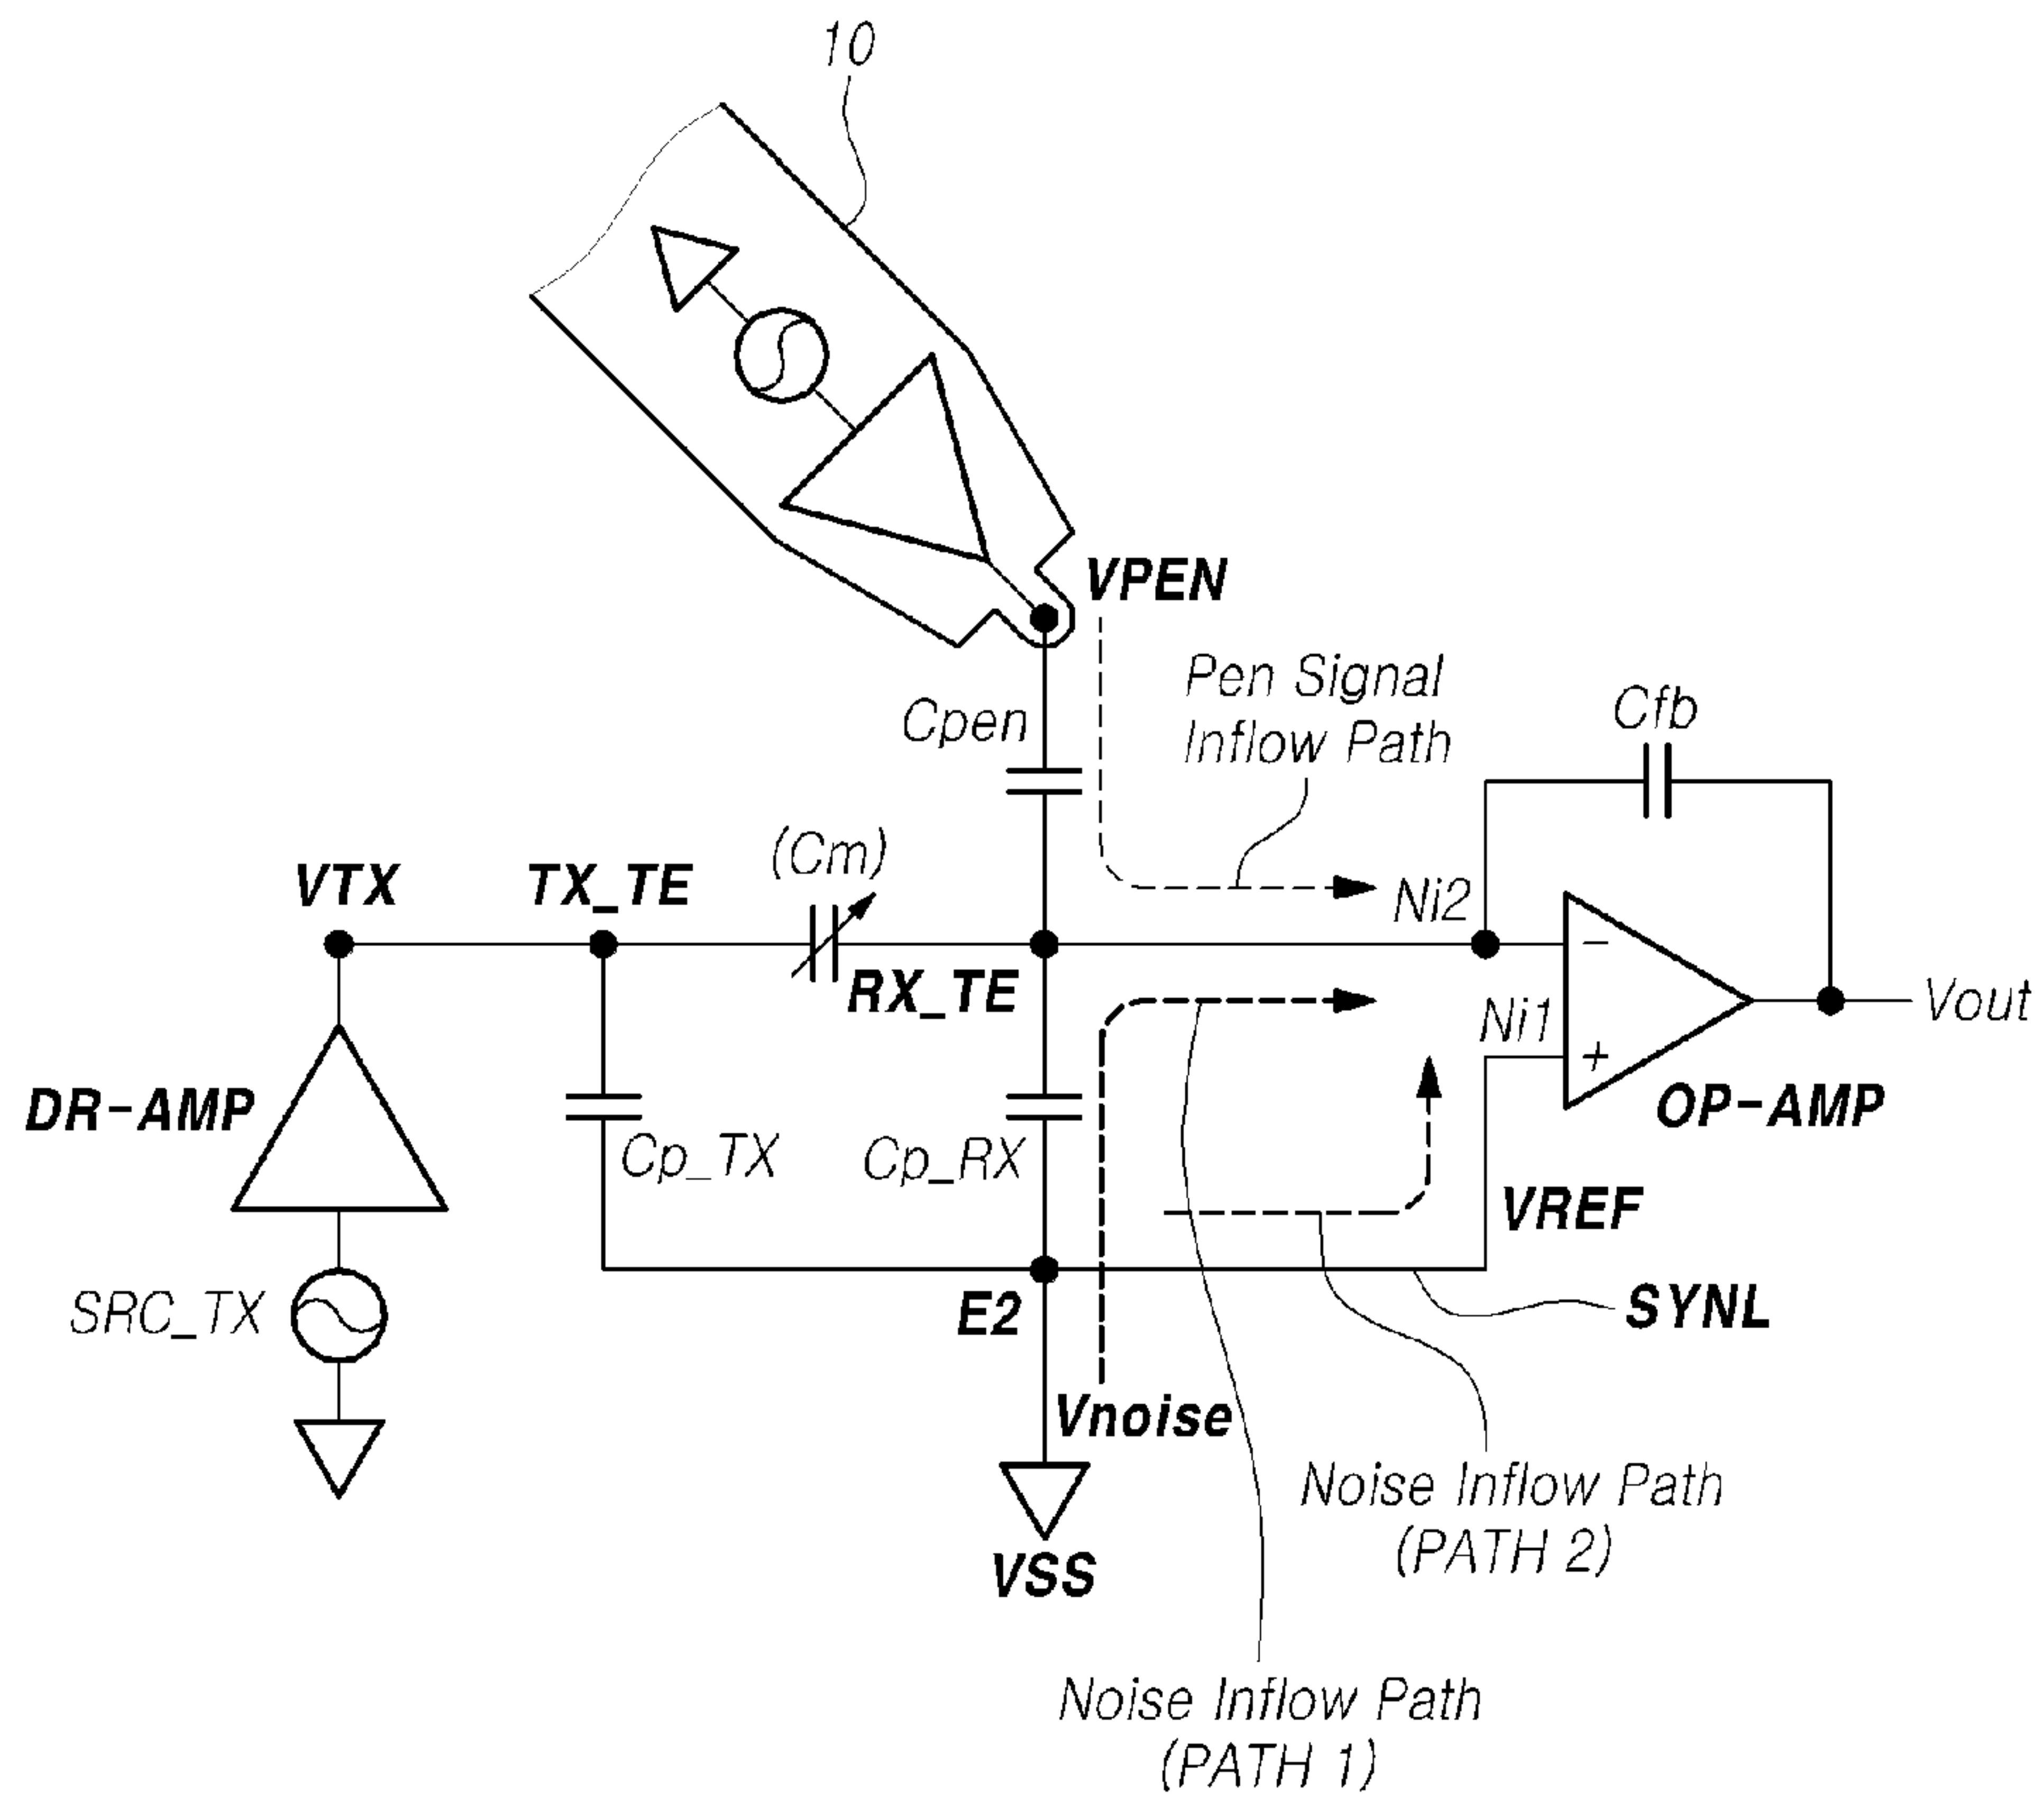 10
VPEN
Pen Signal
Inflow Path
Cpen
Cfb
(Cm)
VTX
TX_TE
Ni2
RX_TE
−
Ni1
+
Vout
DR-AMP
OP-AMP
Cp_TX
Cp_RX
VREF
SRC_TX
E2
SYNL
Vnoise
Noise Inflow Path
(PATH 2)
VSS
Noise Inflow Path
(PATH 1)